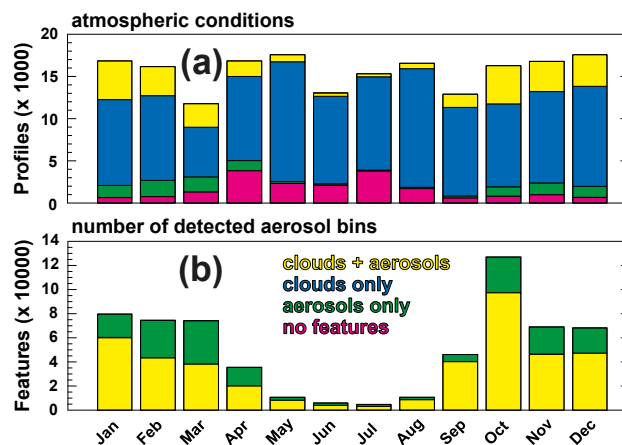 atmospheric conditions
20
15
10
5
0
Profiles (x 1000)
(a)
number of detected aerosol bins
14
12
10
8
6
4
2
0
Features (x 10000)
(b)
clouds + aerosols
clouds only
aerosols only
no features
Jan Feb Mar Apr May Jun Jul Aug Sep Oct Nov Dec